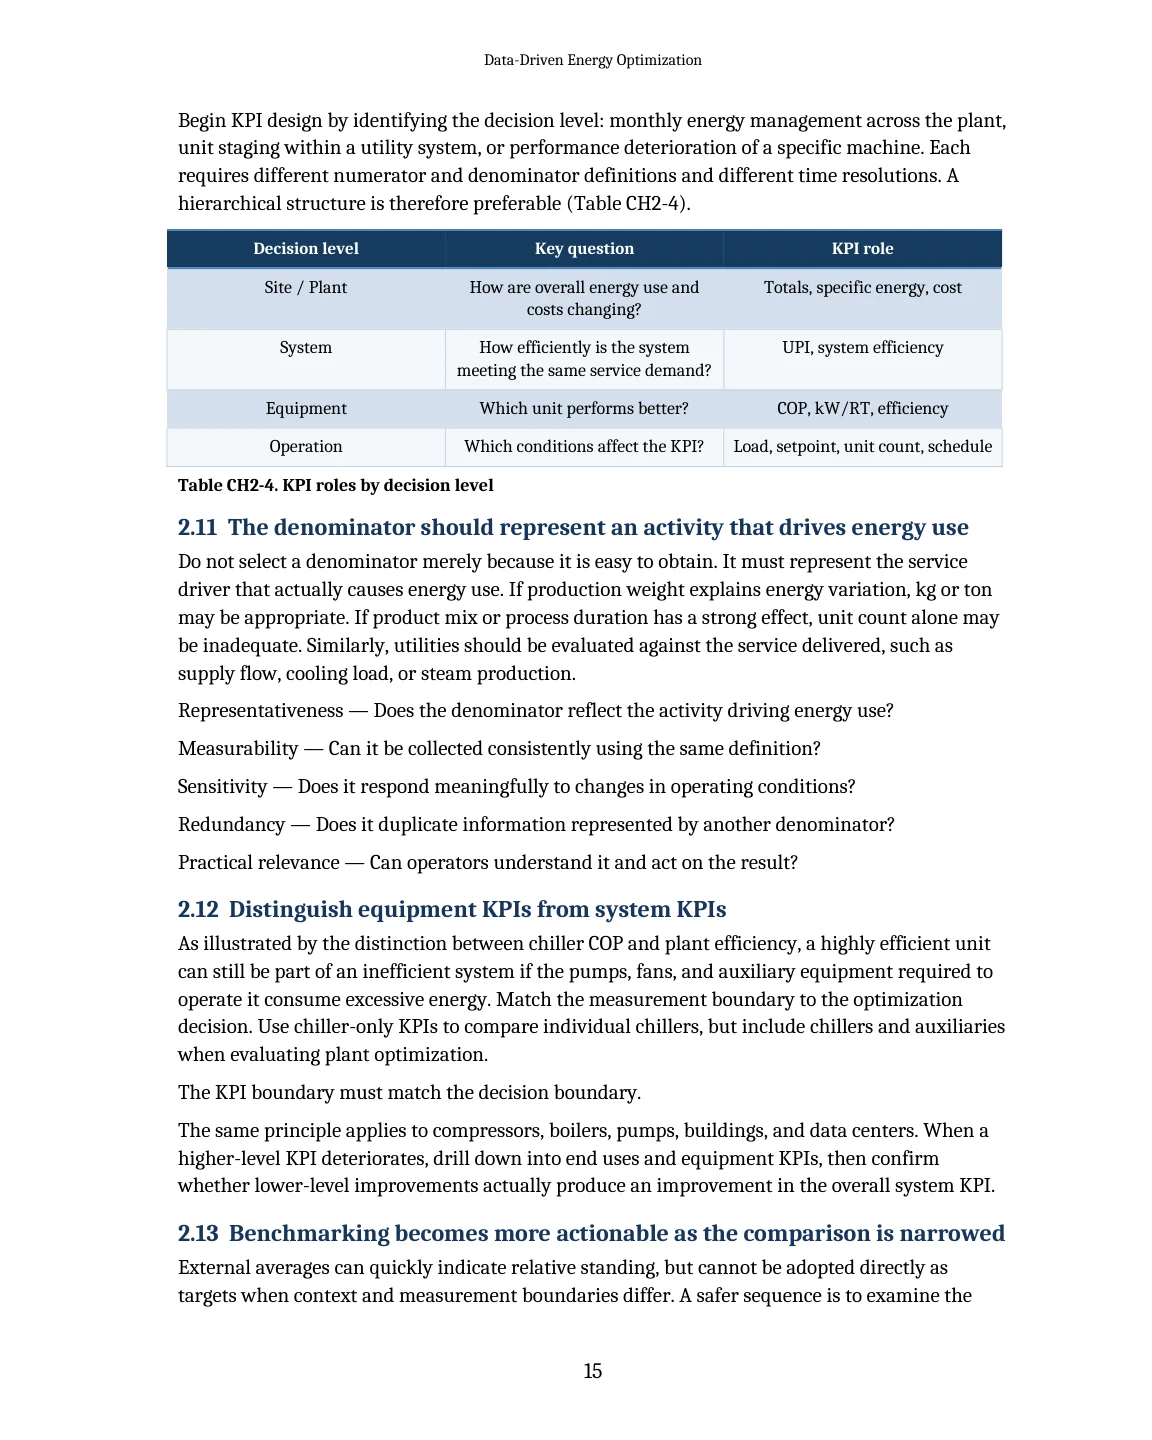 Data-Driven Energy Optimization
Begin KPI design by identifying the decision level: monthly energy management across the plant,
unit staging within a utility system, or performance deterioration of a specific machine. Each
requires different numerator and denominator definitions and different time resolutions. A
hierarchical structure is therefore preferable (Table CH2-4).
Decision level Key question KPI role
Site / Plant How are overall energy use and Totals, specific energy, cost
costs changing?
System How efficiently is the system UPI, system efficiency
meeting the same service demand?
Equipment Which unit performs better? COP, kW/RT, efficiency
Operation Which conditions affect the KPI? Load, setpoint, unit count, schedule
Table CH2-4. KPI roles by decision level
2.11 The denominator should represent an activity that drives energy use
Do not select a denominator merely because it is easy to obtain. It must represent the service
driver that actually causes energy use. If production weight explains energy variation, kg or ton
may be appropriate. If product mix or process duration has a strong effect, unit count alone may
be inadequate. Similarly, utilities should be evaluated against the service delivered, such as
supply flow, cooling load, or steam production.
Representativeness — Does the denominator reflect the activity driving energy use?
Measurability — Can it be collected consistently using the same definition?
Sensitivity — Does it respond meaningfully to changes in operating conditions?
Redundancy — Does it duplicate information represented by another denominator?
Practical relevance — Can operators understand it and act on the result?
2.12 Distinguish equipment KPIs from system KPIs
As illustrated by the distinction between chiller COP and plant efficiency, a highly efficient unit
can still be part of an inefficient system if the pumps, fans, and auxiliary equipment required to
operate it consume excessive energy. Match the measurement boundary to the optimization
decision. Use chiller-only KPIs to compare individual chillers, but include chillers and auxiliaries
when evaluating plant optimization.
The KPI boundary must match the decision boundary.
The same principle applies to compressors, boilers, pumps, buildings, and data centers. When a
higher-level KPI deteriorates, drill down into end uses and equipment KPIs, then confirm
whether lower-level improvements actually produce an improvement in the overall system KPI.
2.13 Benchmarking becomes more actionable as the comparison is narrowed
External averages can quickly indicate relative standing, but cannot be adopted directly as
targets when context and measurement boundaries differ. A safer sequence is to examine the
15